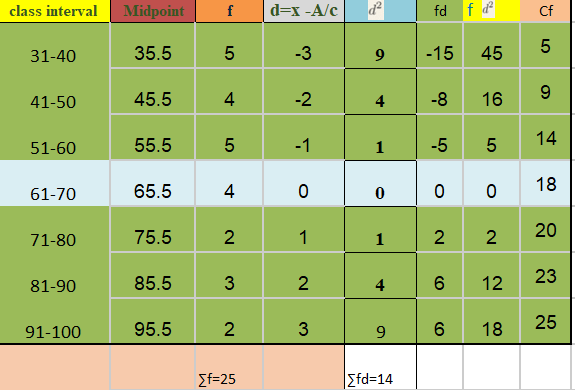 class interval Midpoint f d=x -A/c d² fd f d² Cf
31-40 35.5 5 -3 9 -15 45 5
41-50 45.5 4 -2 4 -8 16 9
51-60 55.5 5 -1 1 -5 5 14
61-70 65.5 4 0 0 0 0 18
71-80 75.5 2 1 1 2 2 20
81-90 85.5 3 2 4 6 12 23
91-100 95.5 2 3 9 6 18 25
∑f=25 ∑fd=14